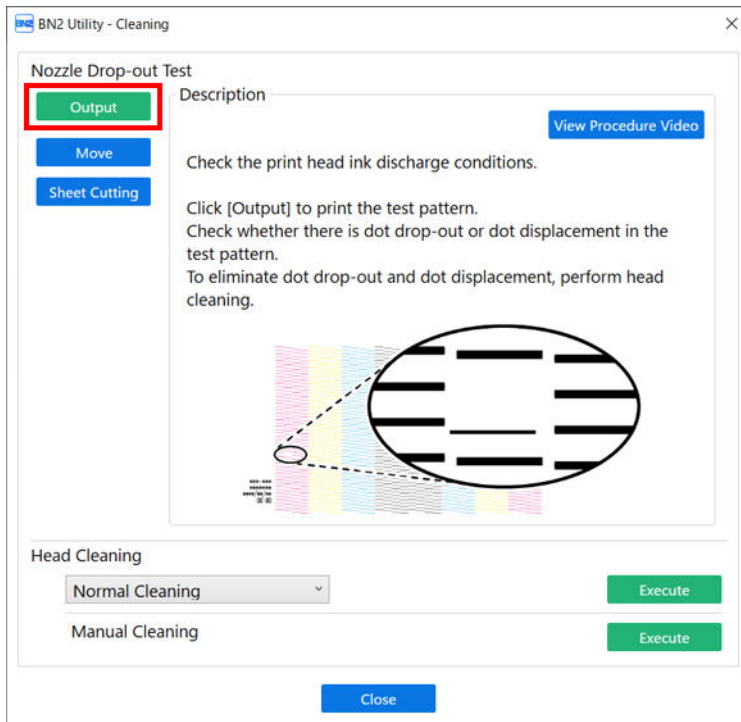 BN2 Utility - Cleaning
Nozzle Drop-out Test
Output
Description
View Procedure Video
Move
Check the print head ink discharge conditions.
Sheet Cutting
Click [Output] to print the test pattern.
Check whether there is dot drop-out or dot displacement in the
test pattern.
To eliminate dot drop-out and dot displacement, perform head
cleaning.
Head Cleaning
Normal Cleaning
Execute
Manual Cleaning
Execute
Close